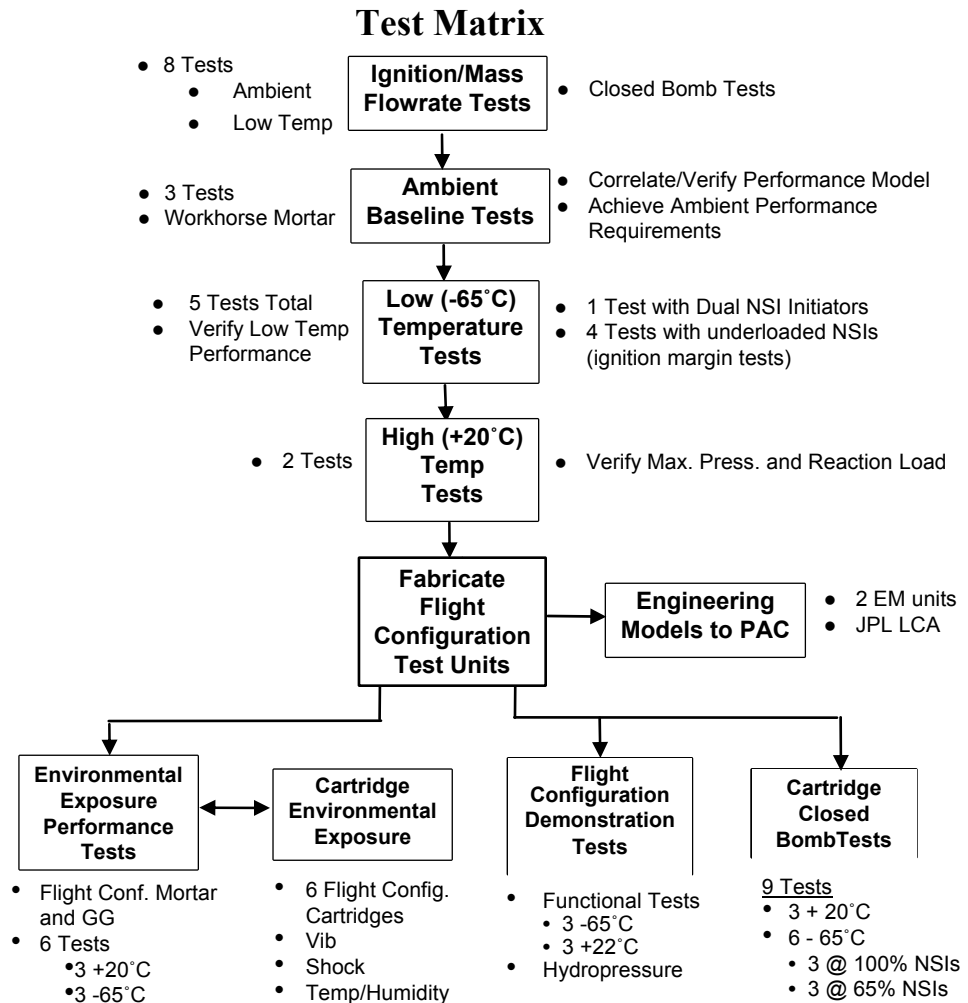 Test Matrix
● 8 Tests
● Ambient
● Low Temp
Ignition/Mass
Flowrate Tests
● Closed Bomb Tests
● 3 Tests
● Workhorse Mortar
Ambient
Baseline Tests
● Correlate/Verify Performance Model
● Achieve Ambient Performance
Requirements
● 5 Tests Total
● Verify Low Temp
Performance
Low (-65˚C)
Temperature
Tests
● 1 Test with Dual NSI Initiators
● 4 Tests with underloaded NSIs
(ignition margin tests)
● 2 Tests
High (+20˚C)
Temp
Tests
● Verify Max. Press. and Reaction Load
Fabricate
Flight
Configuration
Test Units
Engineering
Models to PAC
● 2 EM units
● JPL LCA
Environmental
Exposure
Performance
Tests
• Flight Conf. Mortar
and GG
• 6 Tests
•3 +20˚C
•3 -65˚C
Cartridge
Environmental
Exposure
• 6 Flight Config.
Cartridges
• Vib
• Shock
• Temp/Humidity
Flight
Configuration
Demonstration
Tests
• Functional Tests
• 3 -65˚C
• 3 +22˚C
• Hydropressure
Cartridge
Closed
BombTests
9 Tests
• 3 + 20˚C
• 6 - 65˚C
• 3 @ 100% NSIs
• 3 @ 65% NSIs